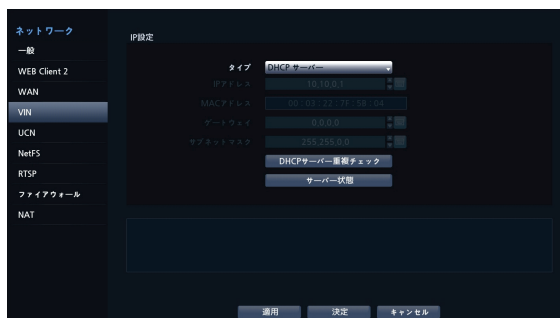 ネットワーク
一般
WEB Client 2
WAN
VIN
UCN
NetFS
RTSP
ファイアウォール
NAT
IP設定
タイプ DHCP サーバー
IPアドレス 10.10.0.1
MACアドレス 00:03:22:7F:5B:04
ゲートウェイ 0.0.0.0
サブネットマスク 255.255.0.0
DHCPサーバー重複チェック
サーバー状態
適用 決定 キャンセル